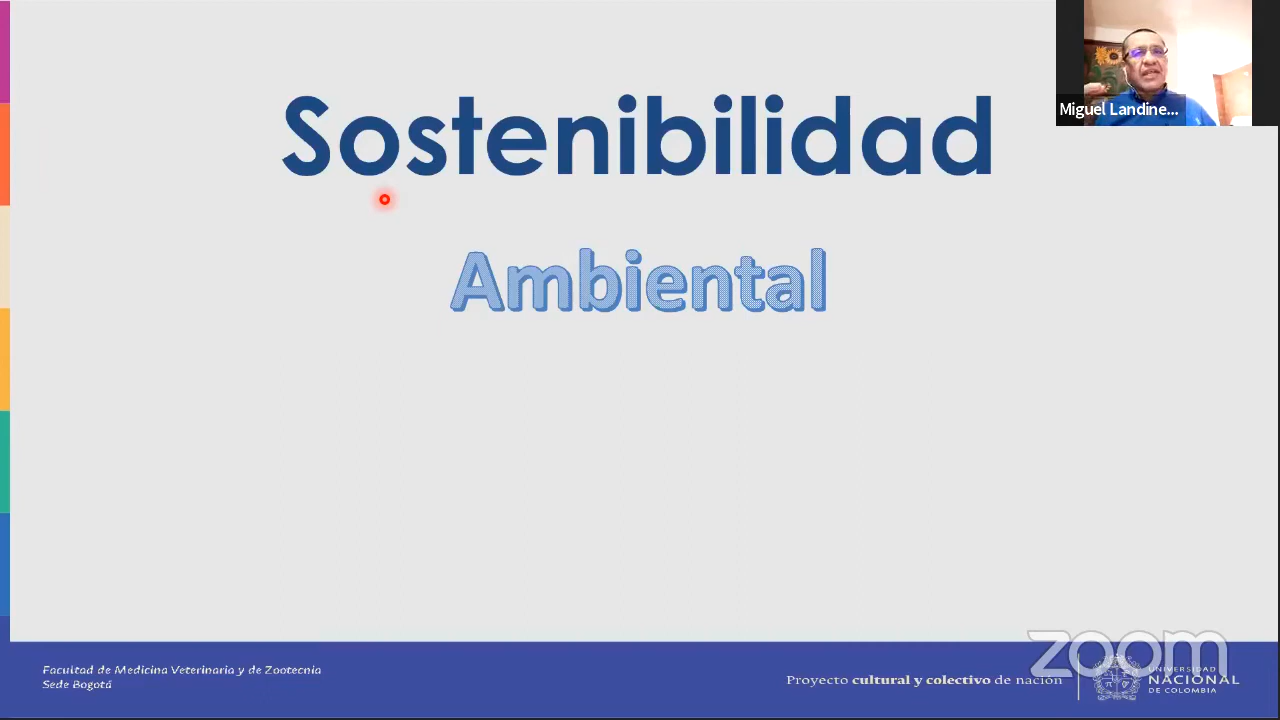 Sostenibilidad
Ambiental
Miguel Landine...
Facultad de Medicina Veterinaria y de Zootecnia
Sede Bogotá
Proyecto cultural y colectivo de nación
zoom
UNIVERSIDAD
NACIONAL
DE COLOMBIA